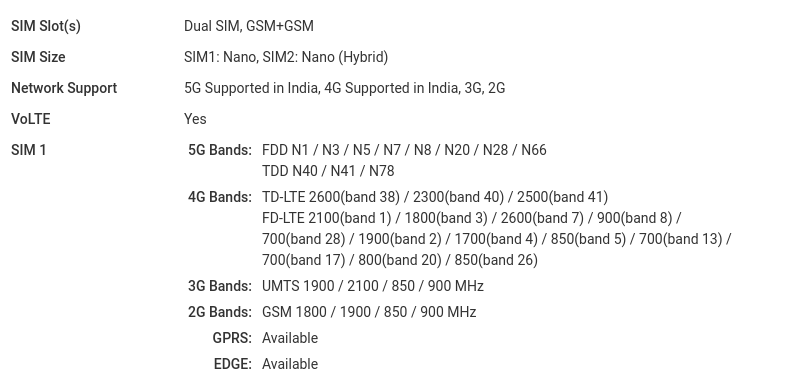 SIM Slot(s) Dual SIM, GSM+GSM
SIM Size SIM1: Nano, SIM2: Nano (Hybrid)
Network Support 5G Supported in India, 4G Supported in India, 3G, 2G
VoLTE Yes
SIM 1 5G Bands: FDD N1 / N3 / N5 / N7 / N8 / N20 / N28 / N66
TDD N40 / N41 / N78
4G Bands: TD-LTE 2600(band 38) / 2300(band 40) / 2500(band 41)
FD-LTE 2100(band 1) / 1800(band 3) / 2600(band 7) / 900(band 8) /
700(band 28) / 1900(band 2) / 1700(band 4) / 850(band 5) / 700(band 13) /
700(band 17) / 800(band 20) / 850(band 26)
3G Bands: UMTS 1900 / 2100 / 850 / 900 MHz
2G Bands: GSM 1800 / 1900 / 850 / 900 MHz
GPRS: Available
EDGE: Available